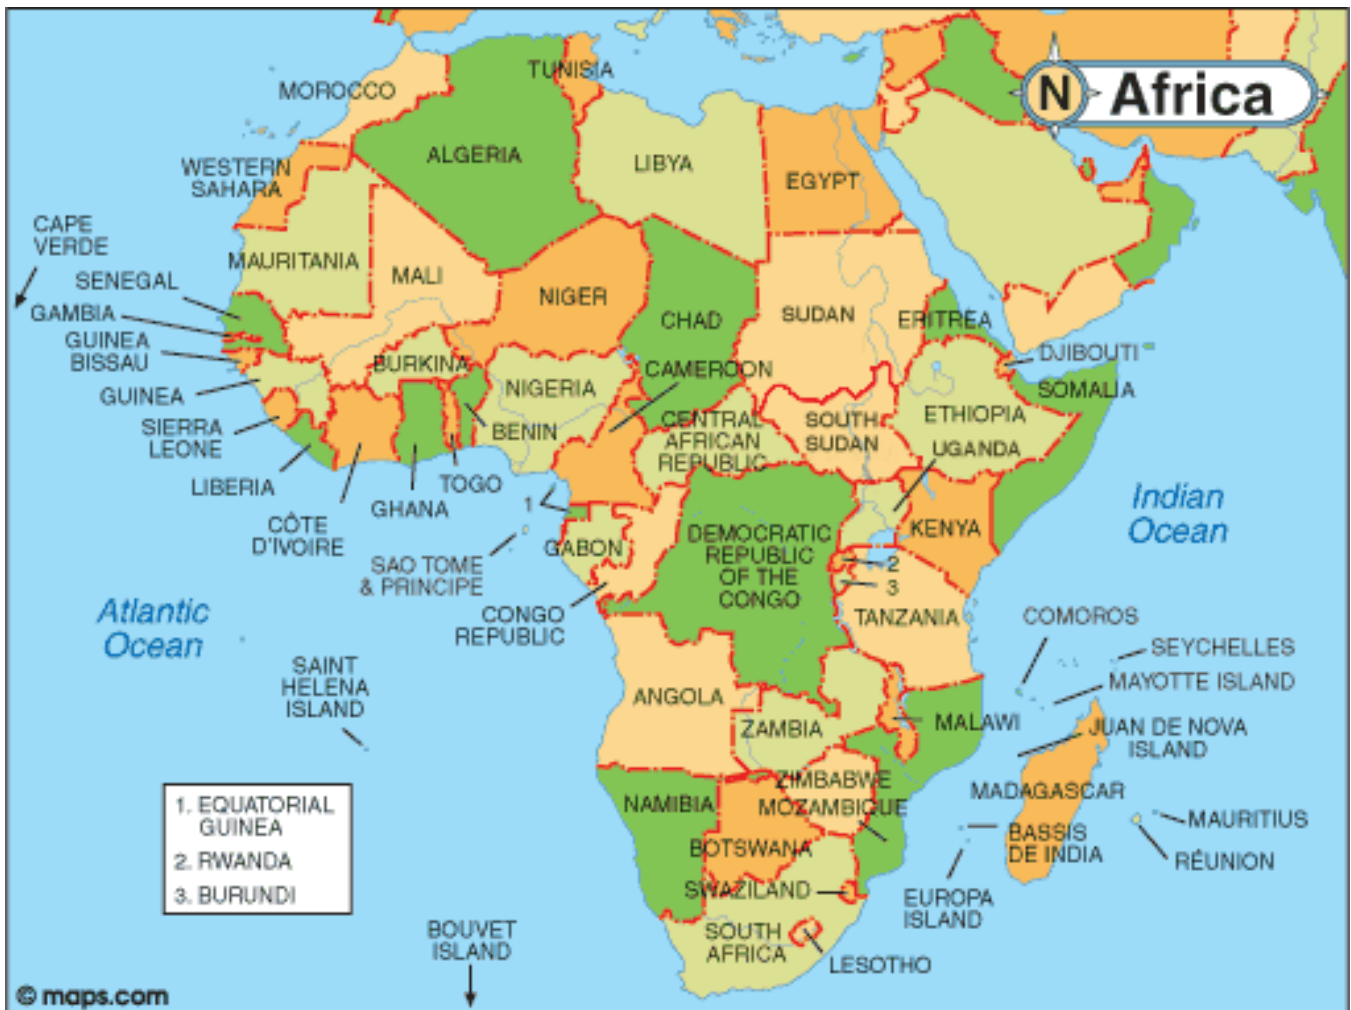 N Africa
MOROCCO
TUNISIA
ALGERIA
LIBYA
EGYPT
WESTERN
SAHARA
CAPE
VERDE
MAURITANIA
MALI
NIGER
CHAD
SUDAN
ERITREA
SENEGAL
GAMBIA
GUINEA
BISSAU
GUINEA
SIERRA
LEONE
LIBERIA
CÔTE
D'IVOIRE
BURKINA
GHANA
TOGO
BENIN
NIGERIA
CAMEROON
CENTRAL
AFRICAN
REPUBLIC
SOUTH
SUDAN
DJIBOUTI
SOMALIA
ETHIOPIA
UGANDA
KENYA
Indian
Ocean
1
SAO TOME
& PRINCIPE
GABON
CONGO
REPUBLIC
DEMOCRATIC
REPUBLIC
OF THE
CONGO
2
3
TANZANIA
Atlantic
Ocean
SAINT
HELENA
ISLAND
COMOROS
SEYCHELLES
MAYOTTE ISLAND
JUAN DE NOVA
ISLAND
ANGOLA
ZAMBIA
MALAWI
ZIMBABWE
MOZAMBIQUE
MADAGASCAR
MAURITIUS
RÉUNION
BASSIS
DE INDIA
EUROPA
ISLAND
NAMIBIA
BOTSWANA
SWAZILAND
SOUTH
AFRICA
LESOTHO
1. EQUATORIAL
GUINEA
2. RWANDA
3. BURUNDI
BOUVET
ISLAND
© maps.com